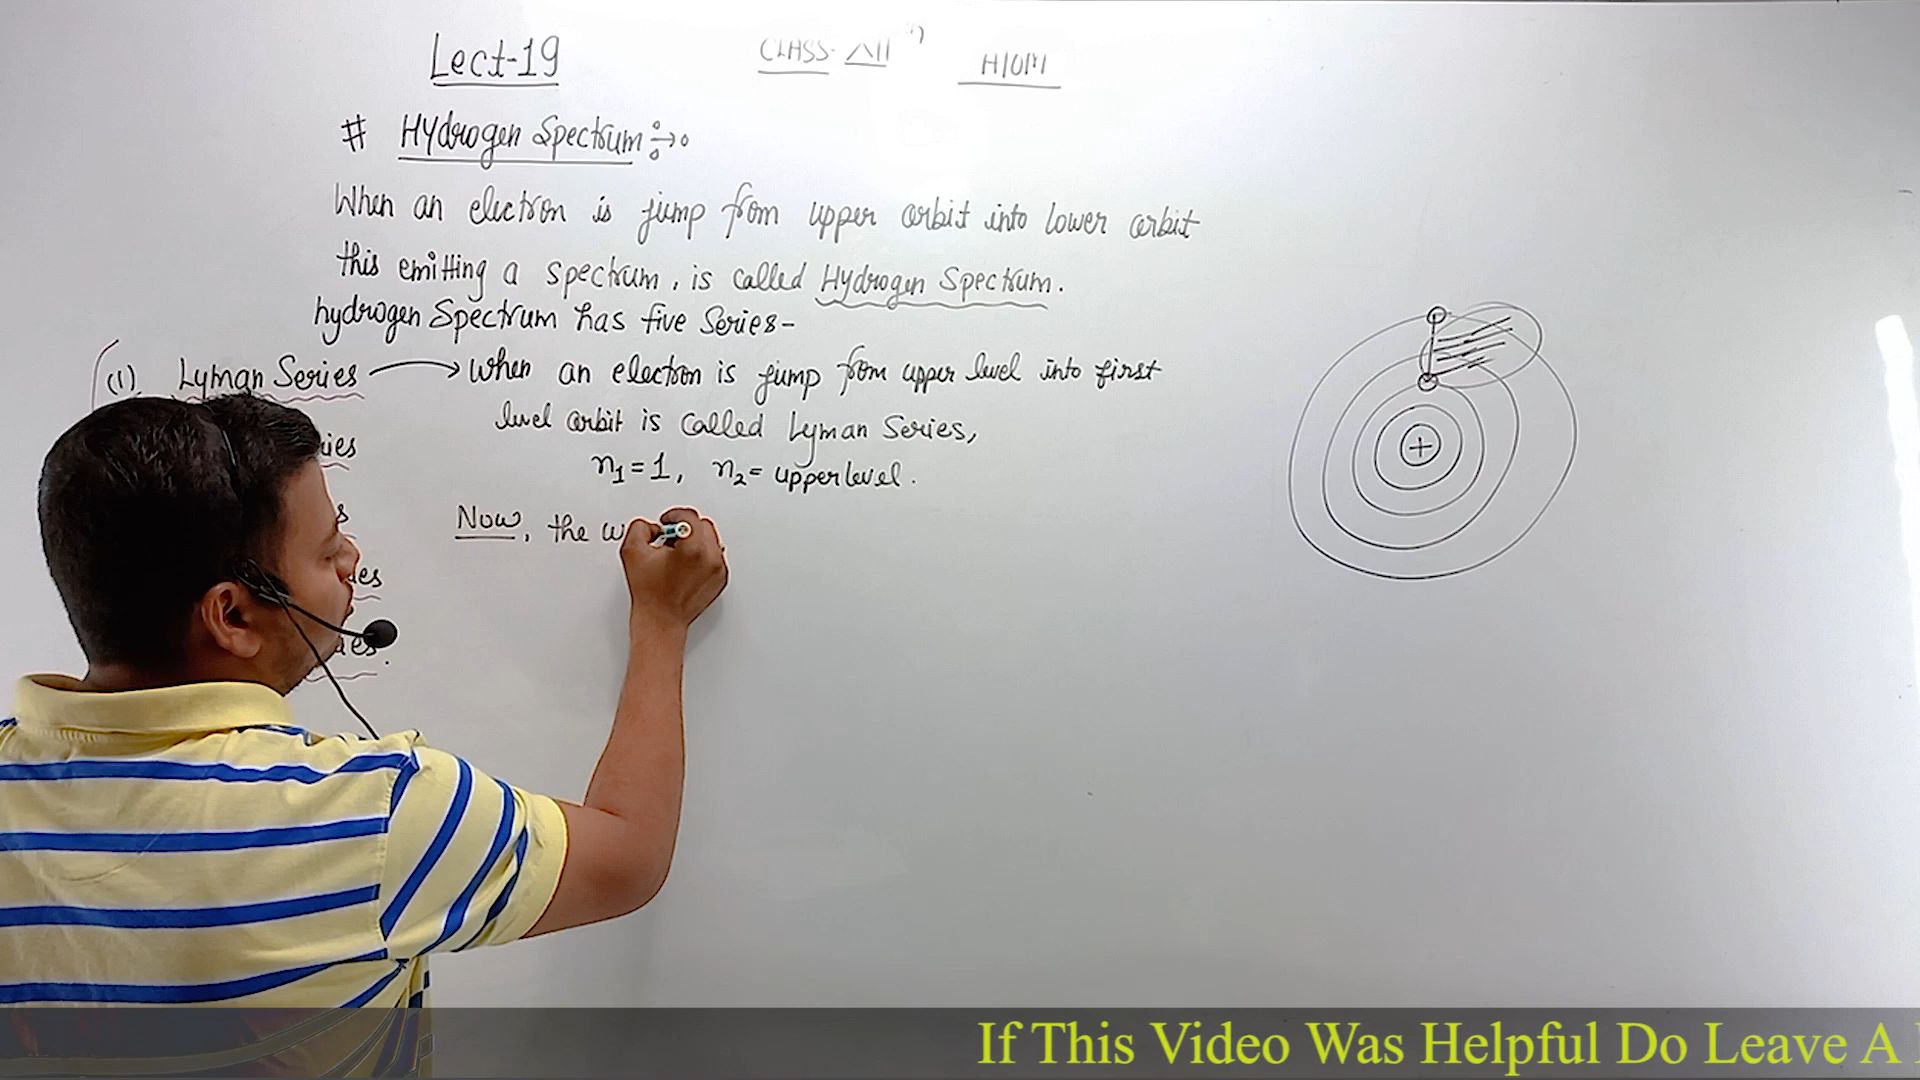 Lect-19
CLASS- XII th ATOM
# Hydrogen Spectrum
When an electron is jump from upper orbit into lower orbit
this emitting a spectrum, is called Hydrogen Spectrum.
hydrogen Spectrum has five Series-
(1) Lyman Series → when an electron is jump from upper level into first
level orbit is called Lyman Series,
n₁ = 1, n₂ = upper level.
Now, the w
+
If This Video Was Helpful Do Leave A